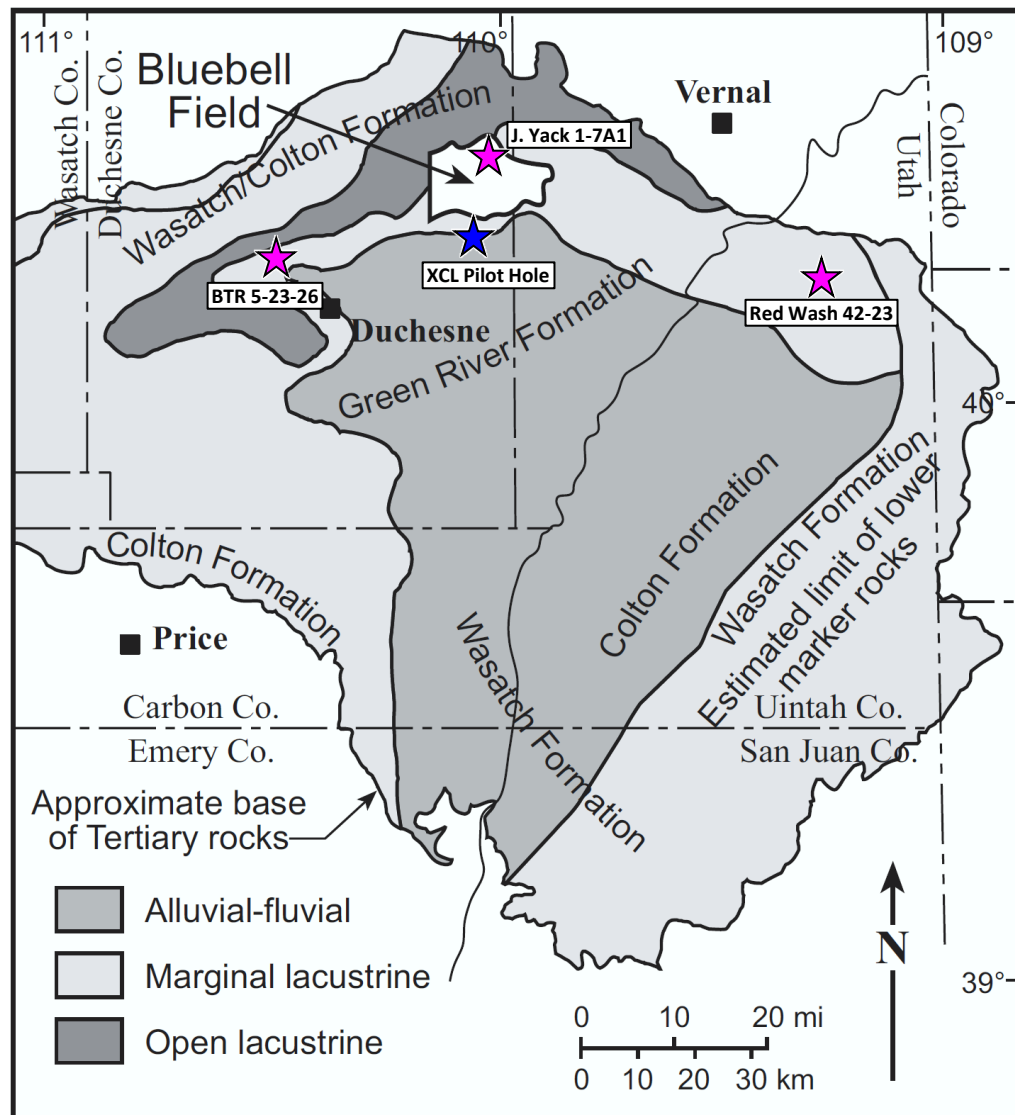 111°
110°
109°
Wasatch Co.
Duchesne Co.
Bluebell
Field
Wasatch/Colton Formation
Vernal
J. Yack 1-7A1
Colorado
Utah
BTR 5-23-26
XCL Pilot Hole
Red Wash 42-23
Duchesne
Green River Formation
40°
Colton Formation
Colton Formation
Wasatch Formation
Estimated limit of lower
marker rocks
Price
Wasatch Formation
Carbon Co.
Uintah Co.
Emery Co.
San Juan Co.
Approximate base
of Tertiary rocks
Alluvial-fluvial
Marginal lacustrine
Open lacustrine
N
39°
0 10 20 mi
0 10 20 30 km